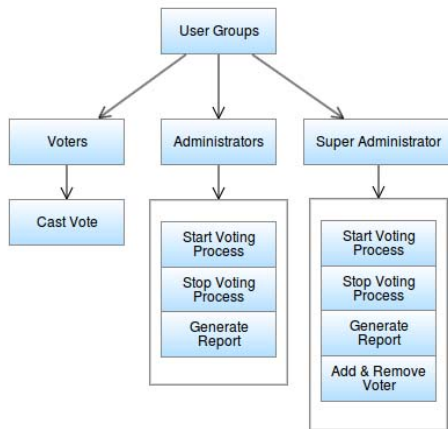 User Groups
Voters
Administrators
Super Administrator
Cast Vote
Start Voting
Process
Stop Voting
Process
Generate
Report
Start Voting
Process
Stop Voting
Process
Generate
Report
Add & Remove
Voter